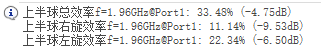 上半球总效率f=1.96GHz@Port1: 33.48% (-4.75dB)
上半球右旋效率f=1.96GHz@Port1: 11.14% (-9.53dB)
上半球左旋效率f=1.96GHz@Port1: 22.34% (-6.50dB)